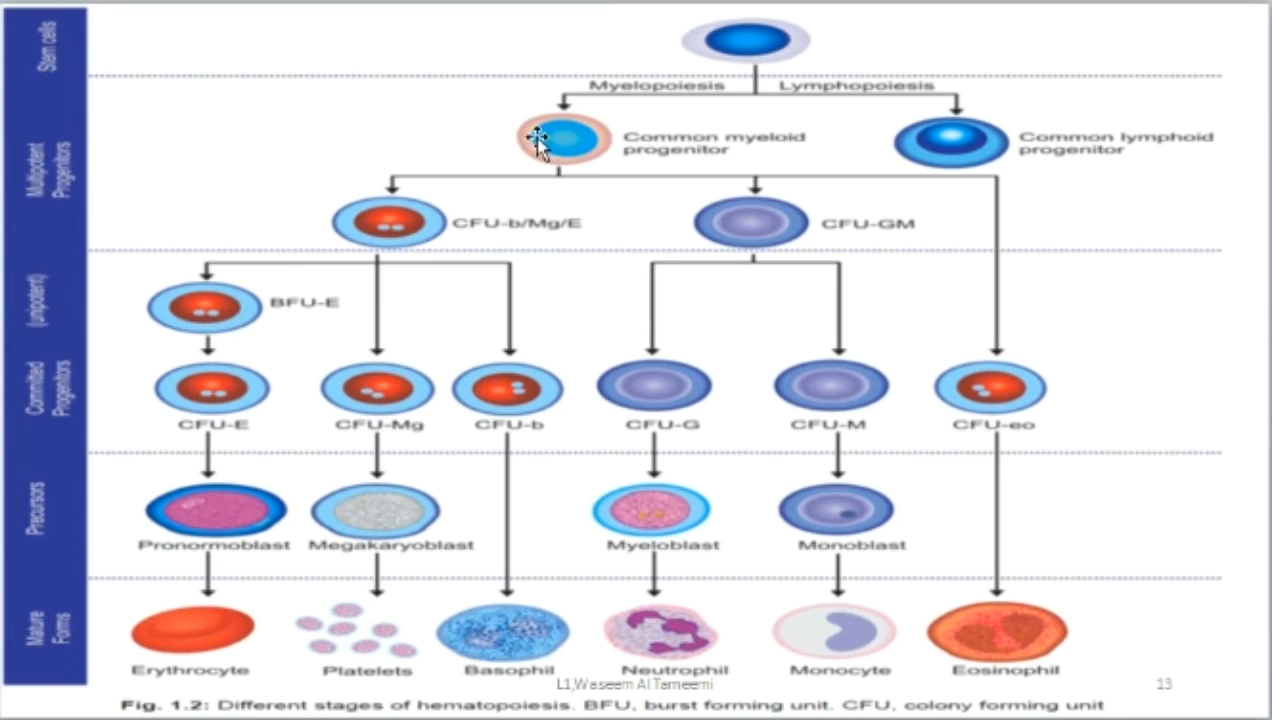 Stem cells
Myelopoiesis
Lymphopoiesis
Multipotent
Progenitors
Common myeloid
progenitor
Common lymphoid
progenitor
CFU-b/Mg/E
CFU-GM
(unipotent)
BFU-E
Committed
Progenitors
CFU-E
CFU-Mg
CFU-b
CFU-G
CFU-M
CFU-eo
Precursors
Pronormoblast
Megakaryoblast
Myeloblast
Monoblast
Mature
Forms
Erythrocyte
Platelets
Basophil
Neutrophil
Monocyte
Eosinophil
L1,Waseem Al Tameemi
13
Fig. 1.2: Different stages of hematopoiesis. BFU, burst forming unit. CFU, colony forming unit